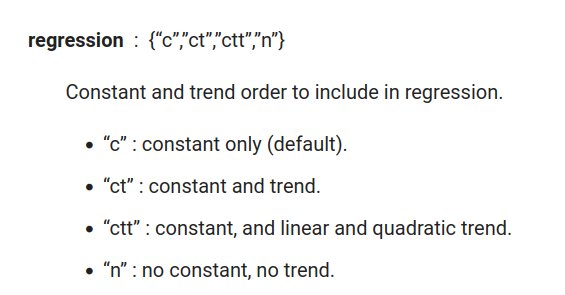 regression : {“c”,”ct”,”ctt”,”n”}
Constant and trend order to include in regression.
• “c” : constant only (default).
• “ct” : constant and trend.
• “ctt” : constant, and linear and quadratic trend.
• “n” : no constant, no trend.